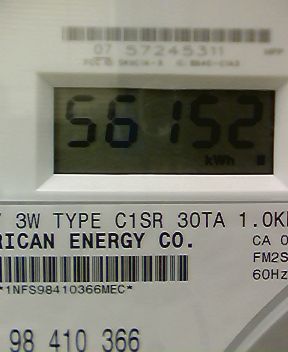 07 57245311
56152
kWh
3W TYPE C1SR 30TA 1.0K
RICAN ENERGY CO.
CA 0
FM2S
60Hz
*1NFS98410366MEC*
98 410 366